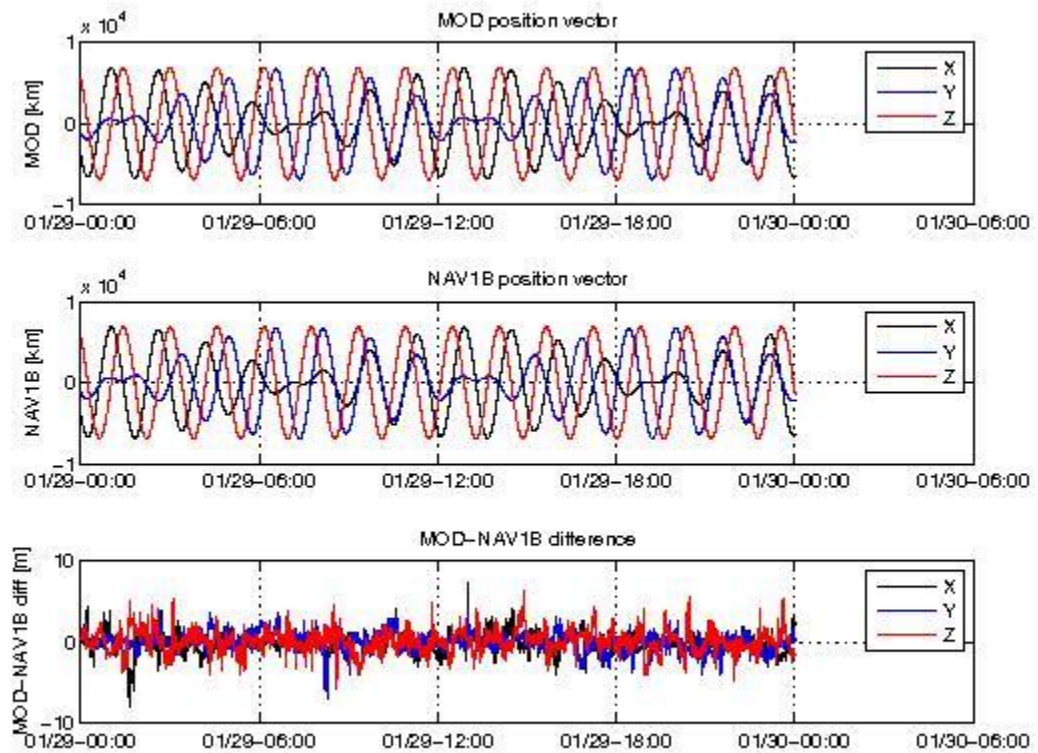 MOD position vector
x 10^4
1
0
−1
MOD [km]
X
Y
Z
01/29−00:00 01/29−06:00 01/29−12:00 01/29−18:00 01/30−00:00 01/30−06:00
NAV1B position vector
x 10^4
1
0
−1
NAV1B [km]
X
Y
Z
01/29−00:00 01/29−06:00 01/29−12:00 01/29−18:00 01/30−00:00 01/30−06:00
MOD−NAV1B difference
10
0
−10
MOD−NAV1B diff [m]
X
Y
Z
01/29−00:00 01/29−06:00 01/29−12:00 01/29−18:00 01/30−00:00 01/30−06:00